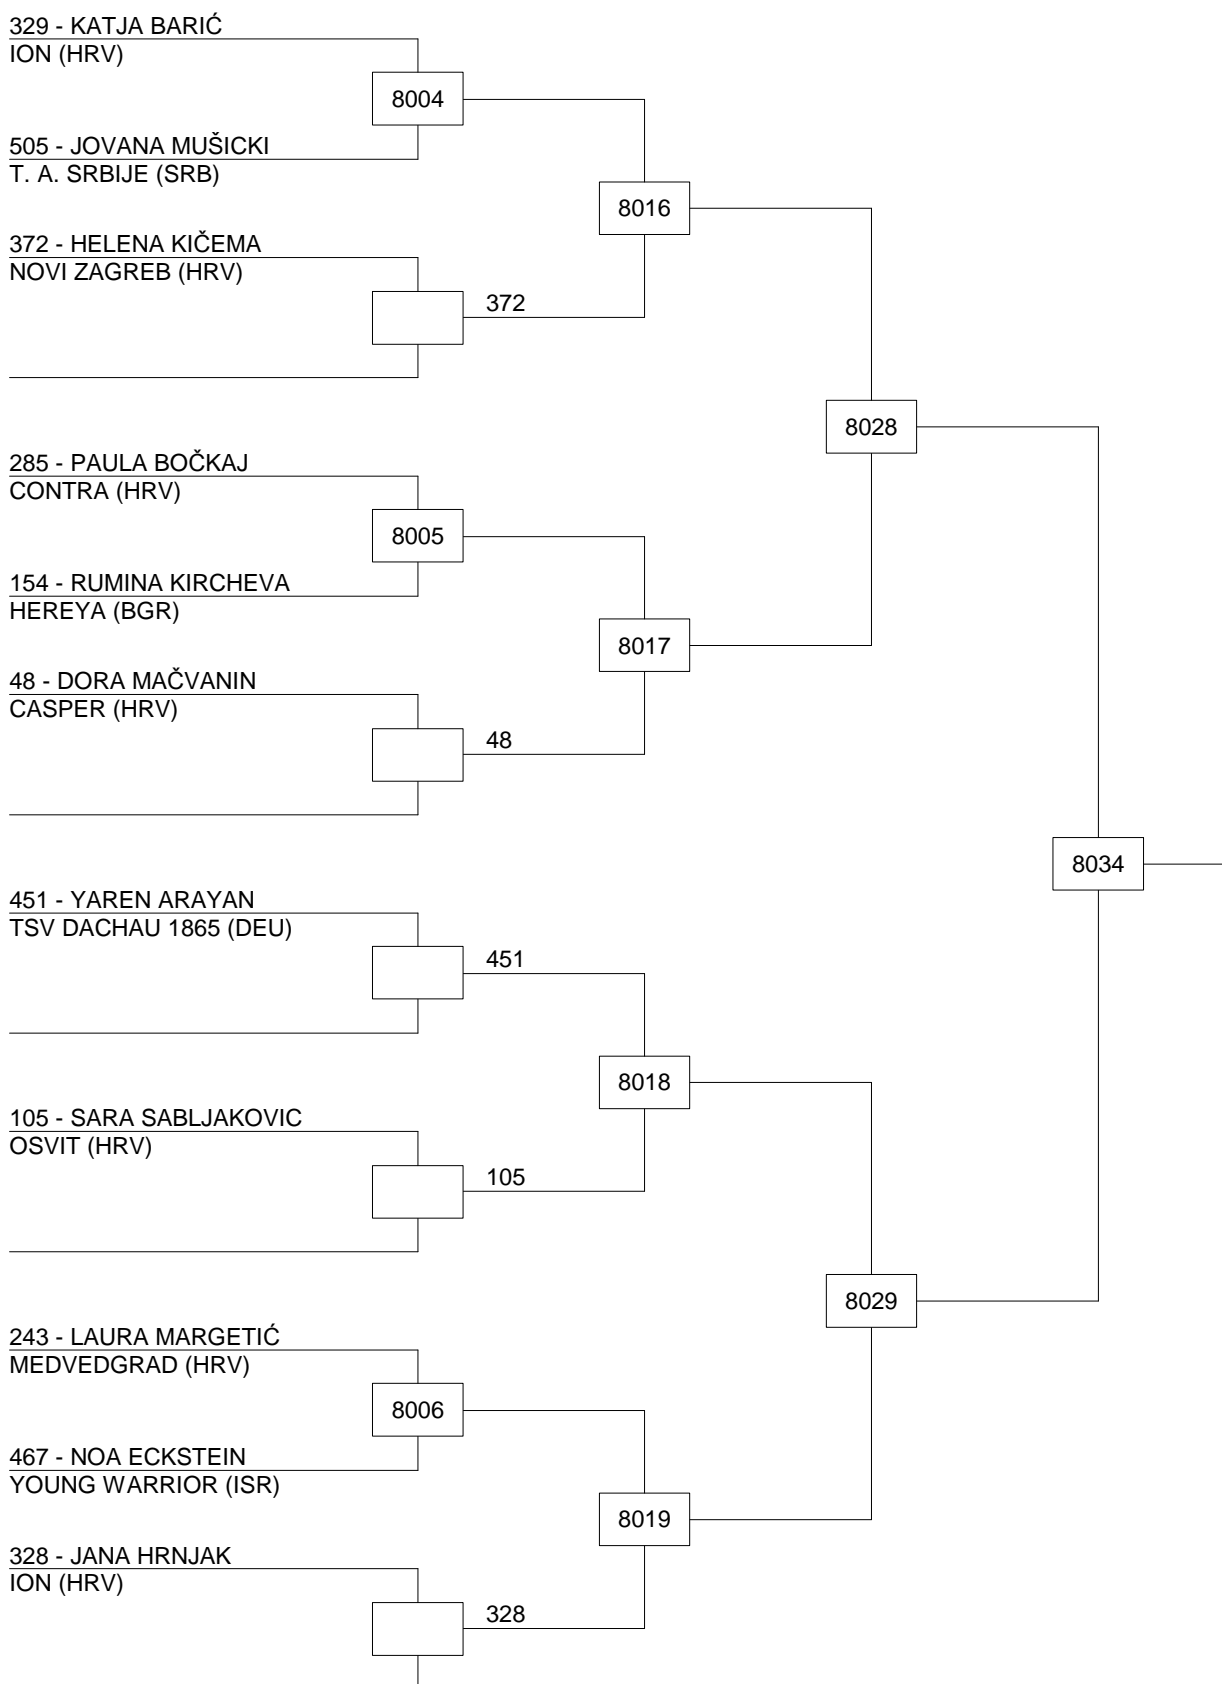 329 - KATJA BARIĆ
ION (HRV)
8004
505 - JOVANA MUŠICKI
T. A. SRBIJE (SRB)
8016
372 - HELENA KIČEMA
NOVI ZAGREB (HRV)
372
8028
285 - PAULA BOČKAJ
CONTRA (HRV)
8005
154 - RUMINA KIRCHEVA
HEREYA (BGR)
8017
48 - DORA MAČVANIN
CASPER (HRV)
48
8034
451 - YAREN ARAYAN
TSV DACHAU 1865 (DEU)
451
8018
105 - SARA SABLJAKOVIC
OSVIT (HRV)
105
8029
243 - LAURA MARGETIĆ
MEDVEDGRAD (HRV)
8006
467 - NOA ECKSTEIN
YOUNG WARRIOR (ISR)
8019
328 - JANA HRNJAK
ION (HRV)
328